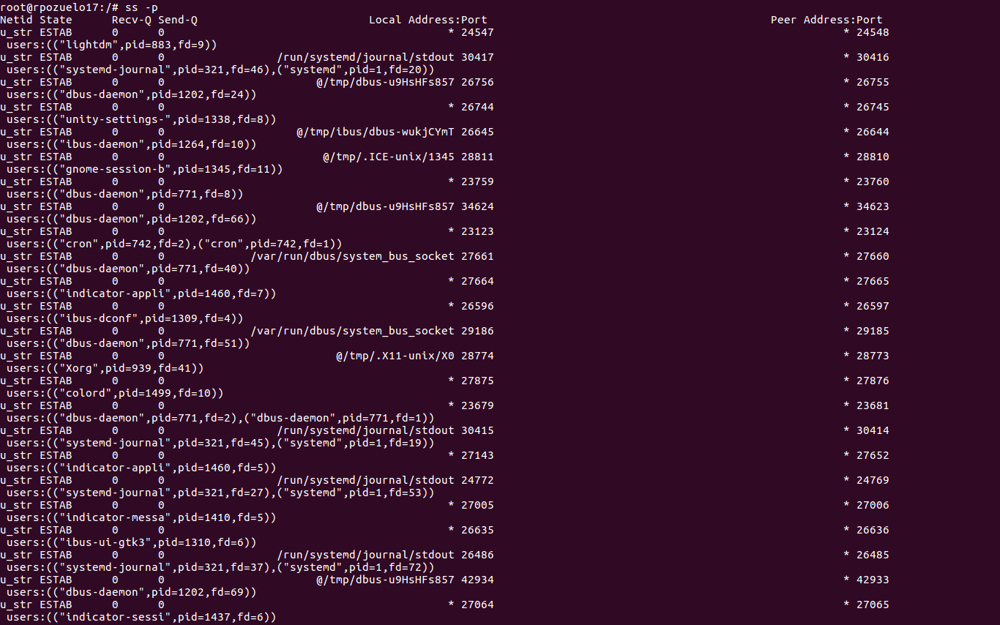 root@rpozuelo17:/# ss -p
Netid State Recv-Q Send-Q Local Address:Port Peer Address:Port
u_str ESTAB 0 0 * 24547 * 24548
users:(("lightdm",pid=883,fd=9))
u_str ESTAB 0 0 /run/systemd/journal/stdout 30417 * 30416
users:(("systemd-journal",pid=321,fd=46),("systemd",pid=1,fd=20))
u_str ESTAB 0 0 @/tmp/dbus-u9HsHFs857 26756 * 26755
users:(("dbus-daemon",pid=1202,fd=24))
u_str ESTAB 0 0 * 26744 * 26745
users:(("unity-settings-",pid=1338,fd=8))
u_str ESTAB 0 0 @/tmp/ibus/dbus-wukjCYmT 26645 * 26644
users:(("ibus-daemon",pid=1264,fd=10))
u_str ESTAB 0 0 @/tmp/.ICE-unix/1345 28811 * 28810
users:(("gnome-session-b",pid=1345,fd=11))
u_str ESTAB 0 0 * 23759 * 23760
users:(("dbus-daemon",pid=771,fd=8))
u_str ESTAB 0 0 @/tmp/dbus-u9HsHFs857 34624 * 34623
users:(("dbus-daemon",pid=1202,fd=66))
u_str ESTAB 0 0 * 23123 * 23124
users:(("cron",pid=742,fd=2),("cron",pid=742,fd=1))
u_str ESTAB 0 0 /var/run/dbus/system_bus_socket 27661 * 27660
users:(("dbus-daemon",pid=771,fd=40))
u_str ESTAB 0 0 * 27664 * 27665
users:(("indicator-appli",pid=1460,fd=7))
u_str ESTAB 0 0 * 26596 * 26597
users:(("ibus-dconf",pid=1309,fd=4))
u_str ESTAB 0 0 /var/run/dbus/system_bus_socket 29186 * 29185
users:(("dbus-daemon",pid=771,fd=51))
u_str ESTAB 0 0 @/tmp/.X11-unix/X0 28774 * 28773
users:(("Xorg",pid=939,fd=41))
u_str ESTAB 0 0 * 27875 * 27876
users:(("colord",pid=1499,fd=10))
u_str ESTAB 0 0 * 23679 * 23681
users:(("dbus-daemon",pid=771,fd=2),("dbus-daemon",pid=771,fd=1))
u_str ESTAB 0 0 /run/systemd/journal/stdout 30415 * 30414
users:(("systemd-journal",pid=321,fd=45),("systemd",pid=1,fd=19))
u_str ESTAB 0 0 * 27143 * 27652
users:(("indicator-appli",pid=1460,fd=5))
u_str ESTAB 0 0 /run/systemd/journal/stdout 24772 * 24769
users:(("systemd-journal",pid=321,fd=27),("systemd",pid=1,fd=53))
u_str ESTAB 0 0 * 27005 * 27006
users:(("indicator-messa",pid=1410,fd=5))
u_str ESTAB 0 0 * 26635 * 26636
users:(("ibus-ui-gtk3",pid=1310,fd=6))
u_str ESTAB 0 0 /run/systemd/journal/stdout 26486 * 26485
users:(("systemd-journal",pid=321,fd=37),("systemd",pid=1,fd=72))
u_str ESTAB 0 0 @/tmp/dbus-u9HsHFs857 42934 * 42933
users:(("dbus-daemon",pid=1202,fd=69))
u_str ESTAB 0 0 * 27064 * 27065
users:(("indicator-sessi",pid=1437,fd=6))